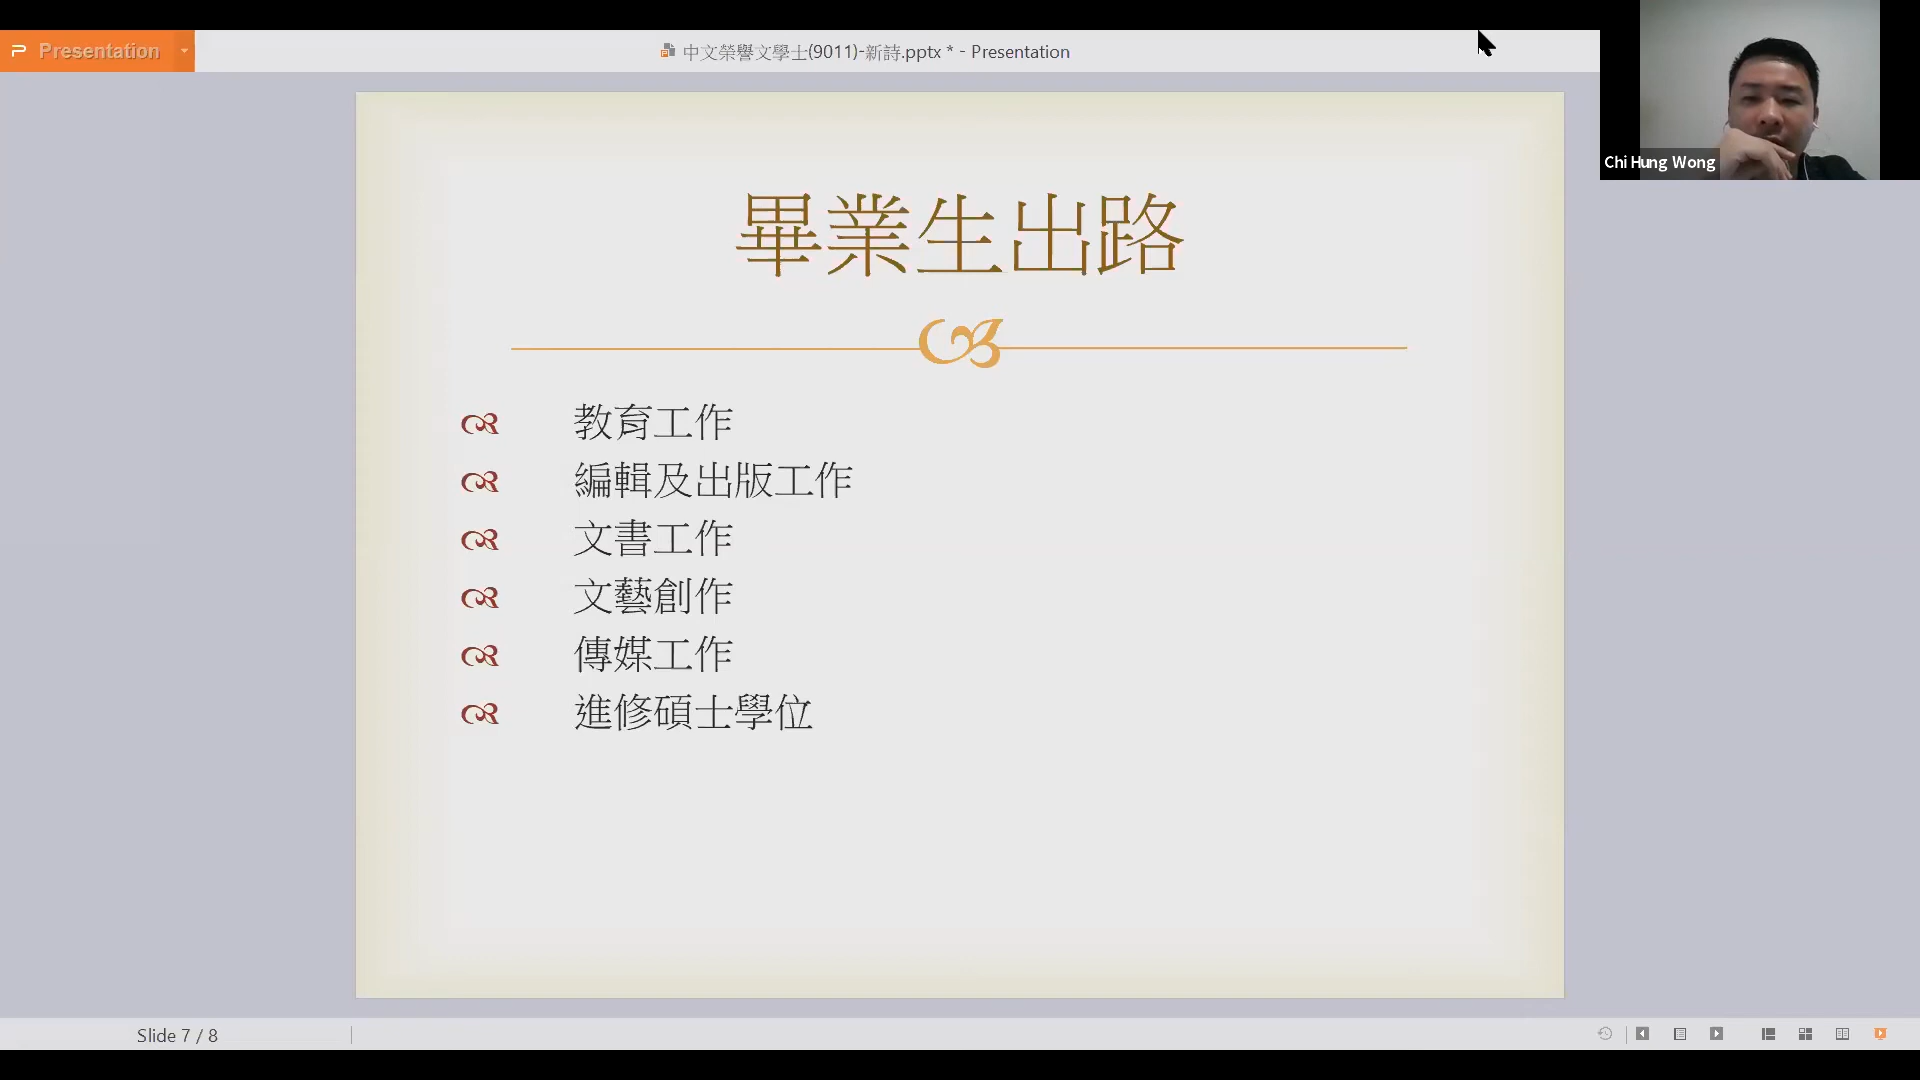 Presentation
中文榮譽文學士(9011)-新詩.pptx * - Presentation
Chi Hung Wong
畢業生出路
教育工作
編輯及出版工作
文書工作
文藝創作
傳媒工作
進修碩士學位
Slide 7 / 8